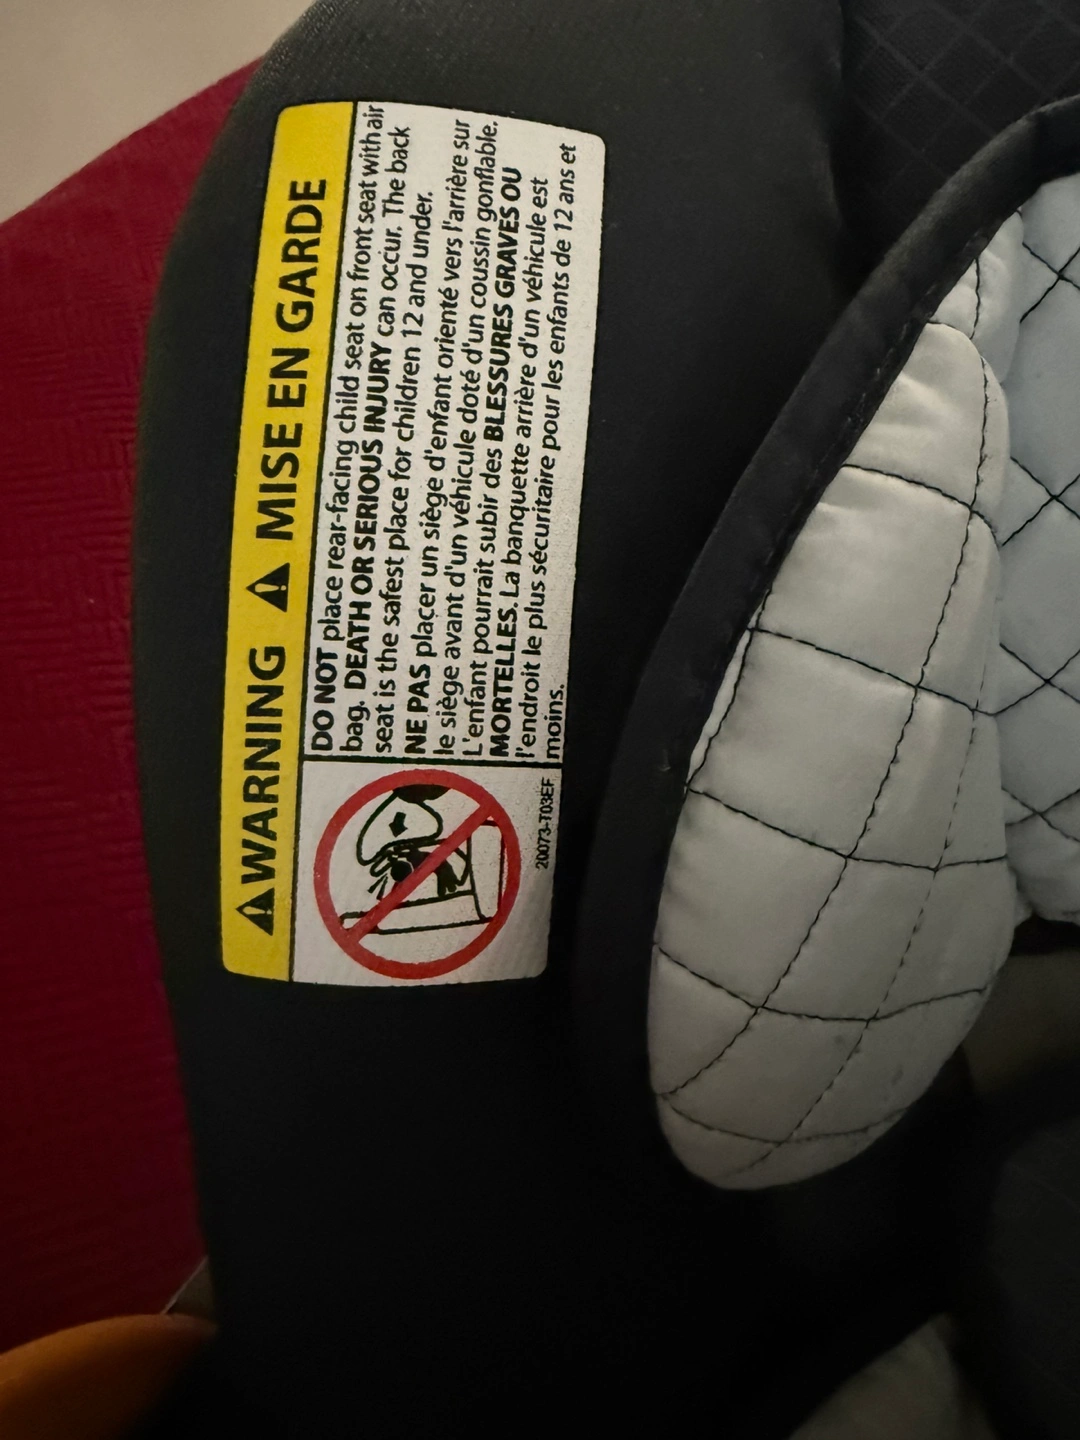 ⚠WARNING ⚠ MISE EN GARDE
DO NOT place rear-facing child seat on front seat with air
bag. DEATH OR SERIOUS INJURY can occur. The back
seat is the safest place for children 12 and under.
NE PAS placer un siège d'enfant orienté vers l'arrière sur
le siège avant d'un véhicule doté d'un coussin gonflable.
L'enfant pourrait subir des BLESSURES GRAVES OU
MORTELLES. La banquette arrière d'un véhicule est
l'endroit le plus sécuritaire pour les enfants de 12 ans et
moins.
20073-T03EF